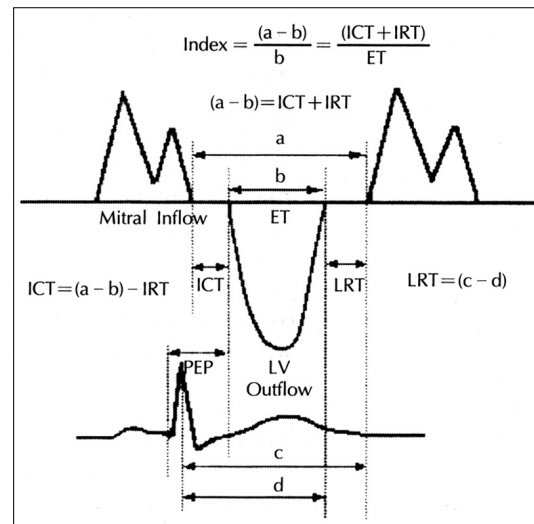 Index = (a – b) / b = (ICT + IRT) / ET
(a – b) = ICT + IRT
a
b
Mitral Inflow
ET
ICT = (a – b) – IRT
ICT
LRT
LRT = (c – d)
PEP
LV
Outflow
c
d